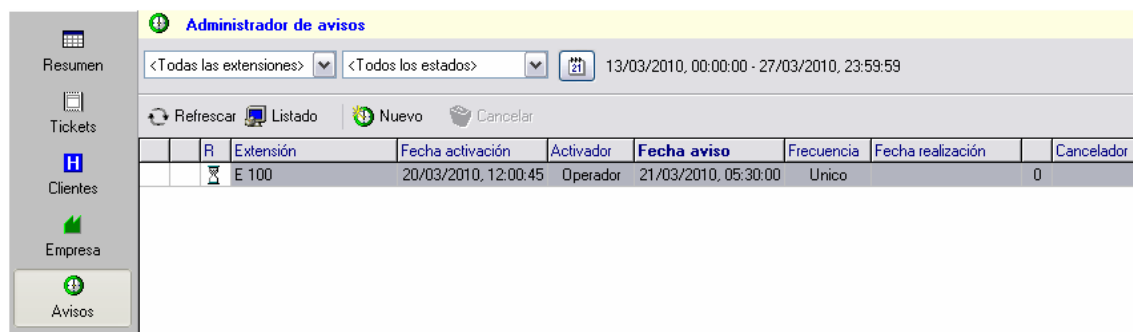 Administrador de avisos
Resumen
<Todas las extensiones> <Todos los estados> 21 13/03/2010, 00:00:00 - 27/03/2010, 23:59:59
Tickets
Refrescar Listado Nuevo Cancelar
R Extensión Fecha activación Activador Fecha aviso Frecuencia Fecha realización Cancelador
H
Clientes
E 100 20/03/2010, 12:00:45 Operador 21/03/2010, 05:30:00 Unico 0
Empresa
Avisos